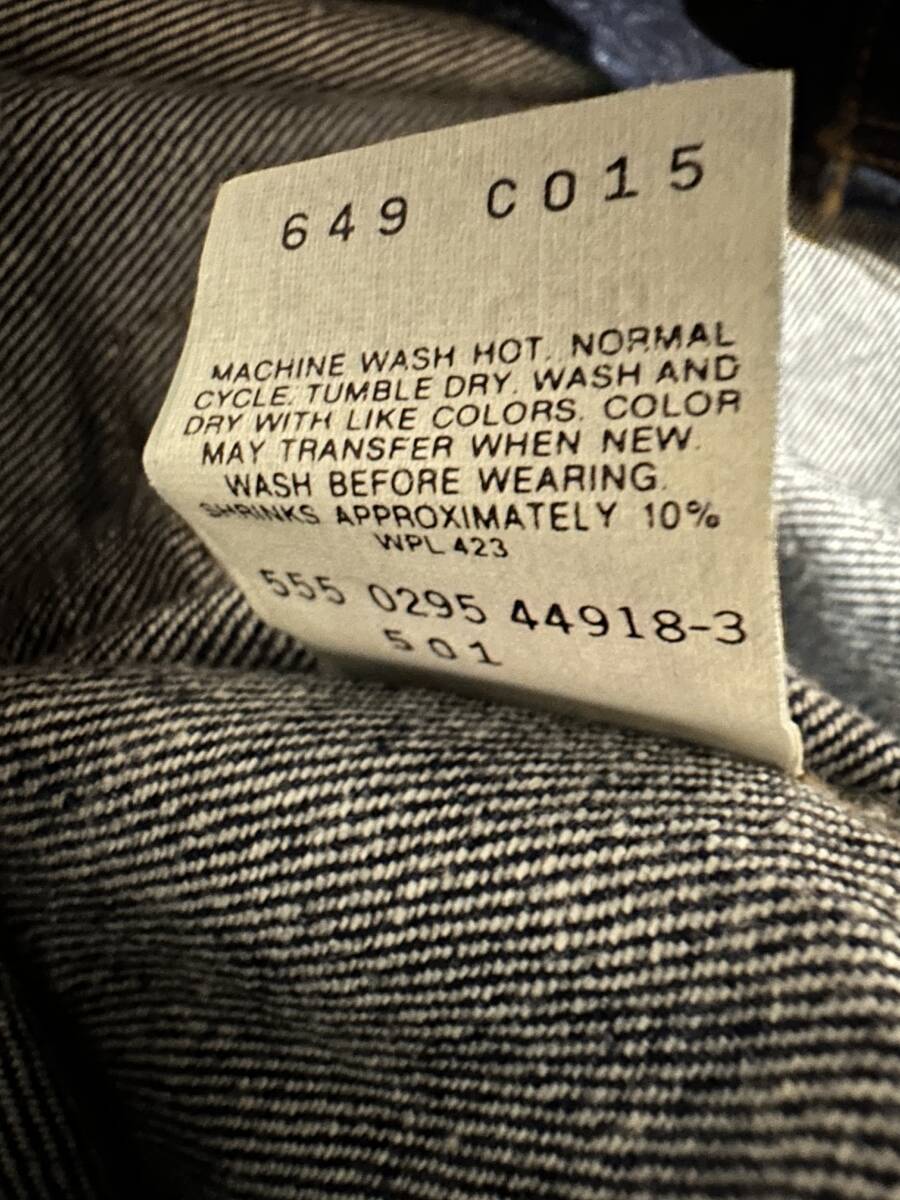 649 C015
MACHINE WASH HOT. NORMAL
CYCLE. TUMBLE DRY. WASH AND
DRY WITH LIKE COLORS. COLOR
MAY TRANSFER WHEN NEW.
WASH BEFORE WEARING.
SHRINKS APPROXIMATELY 10%
WPL 423
555 0295 44918-3
501